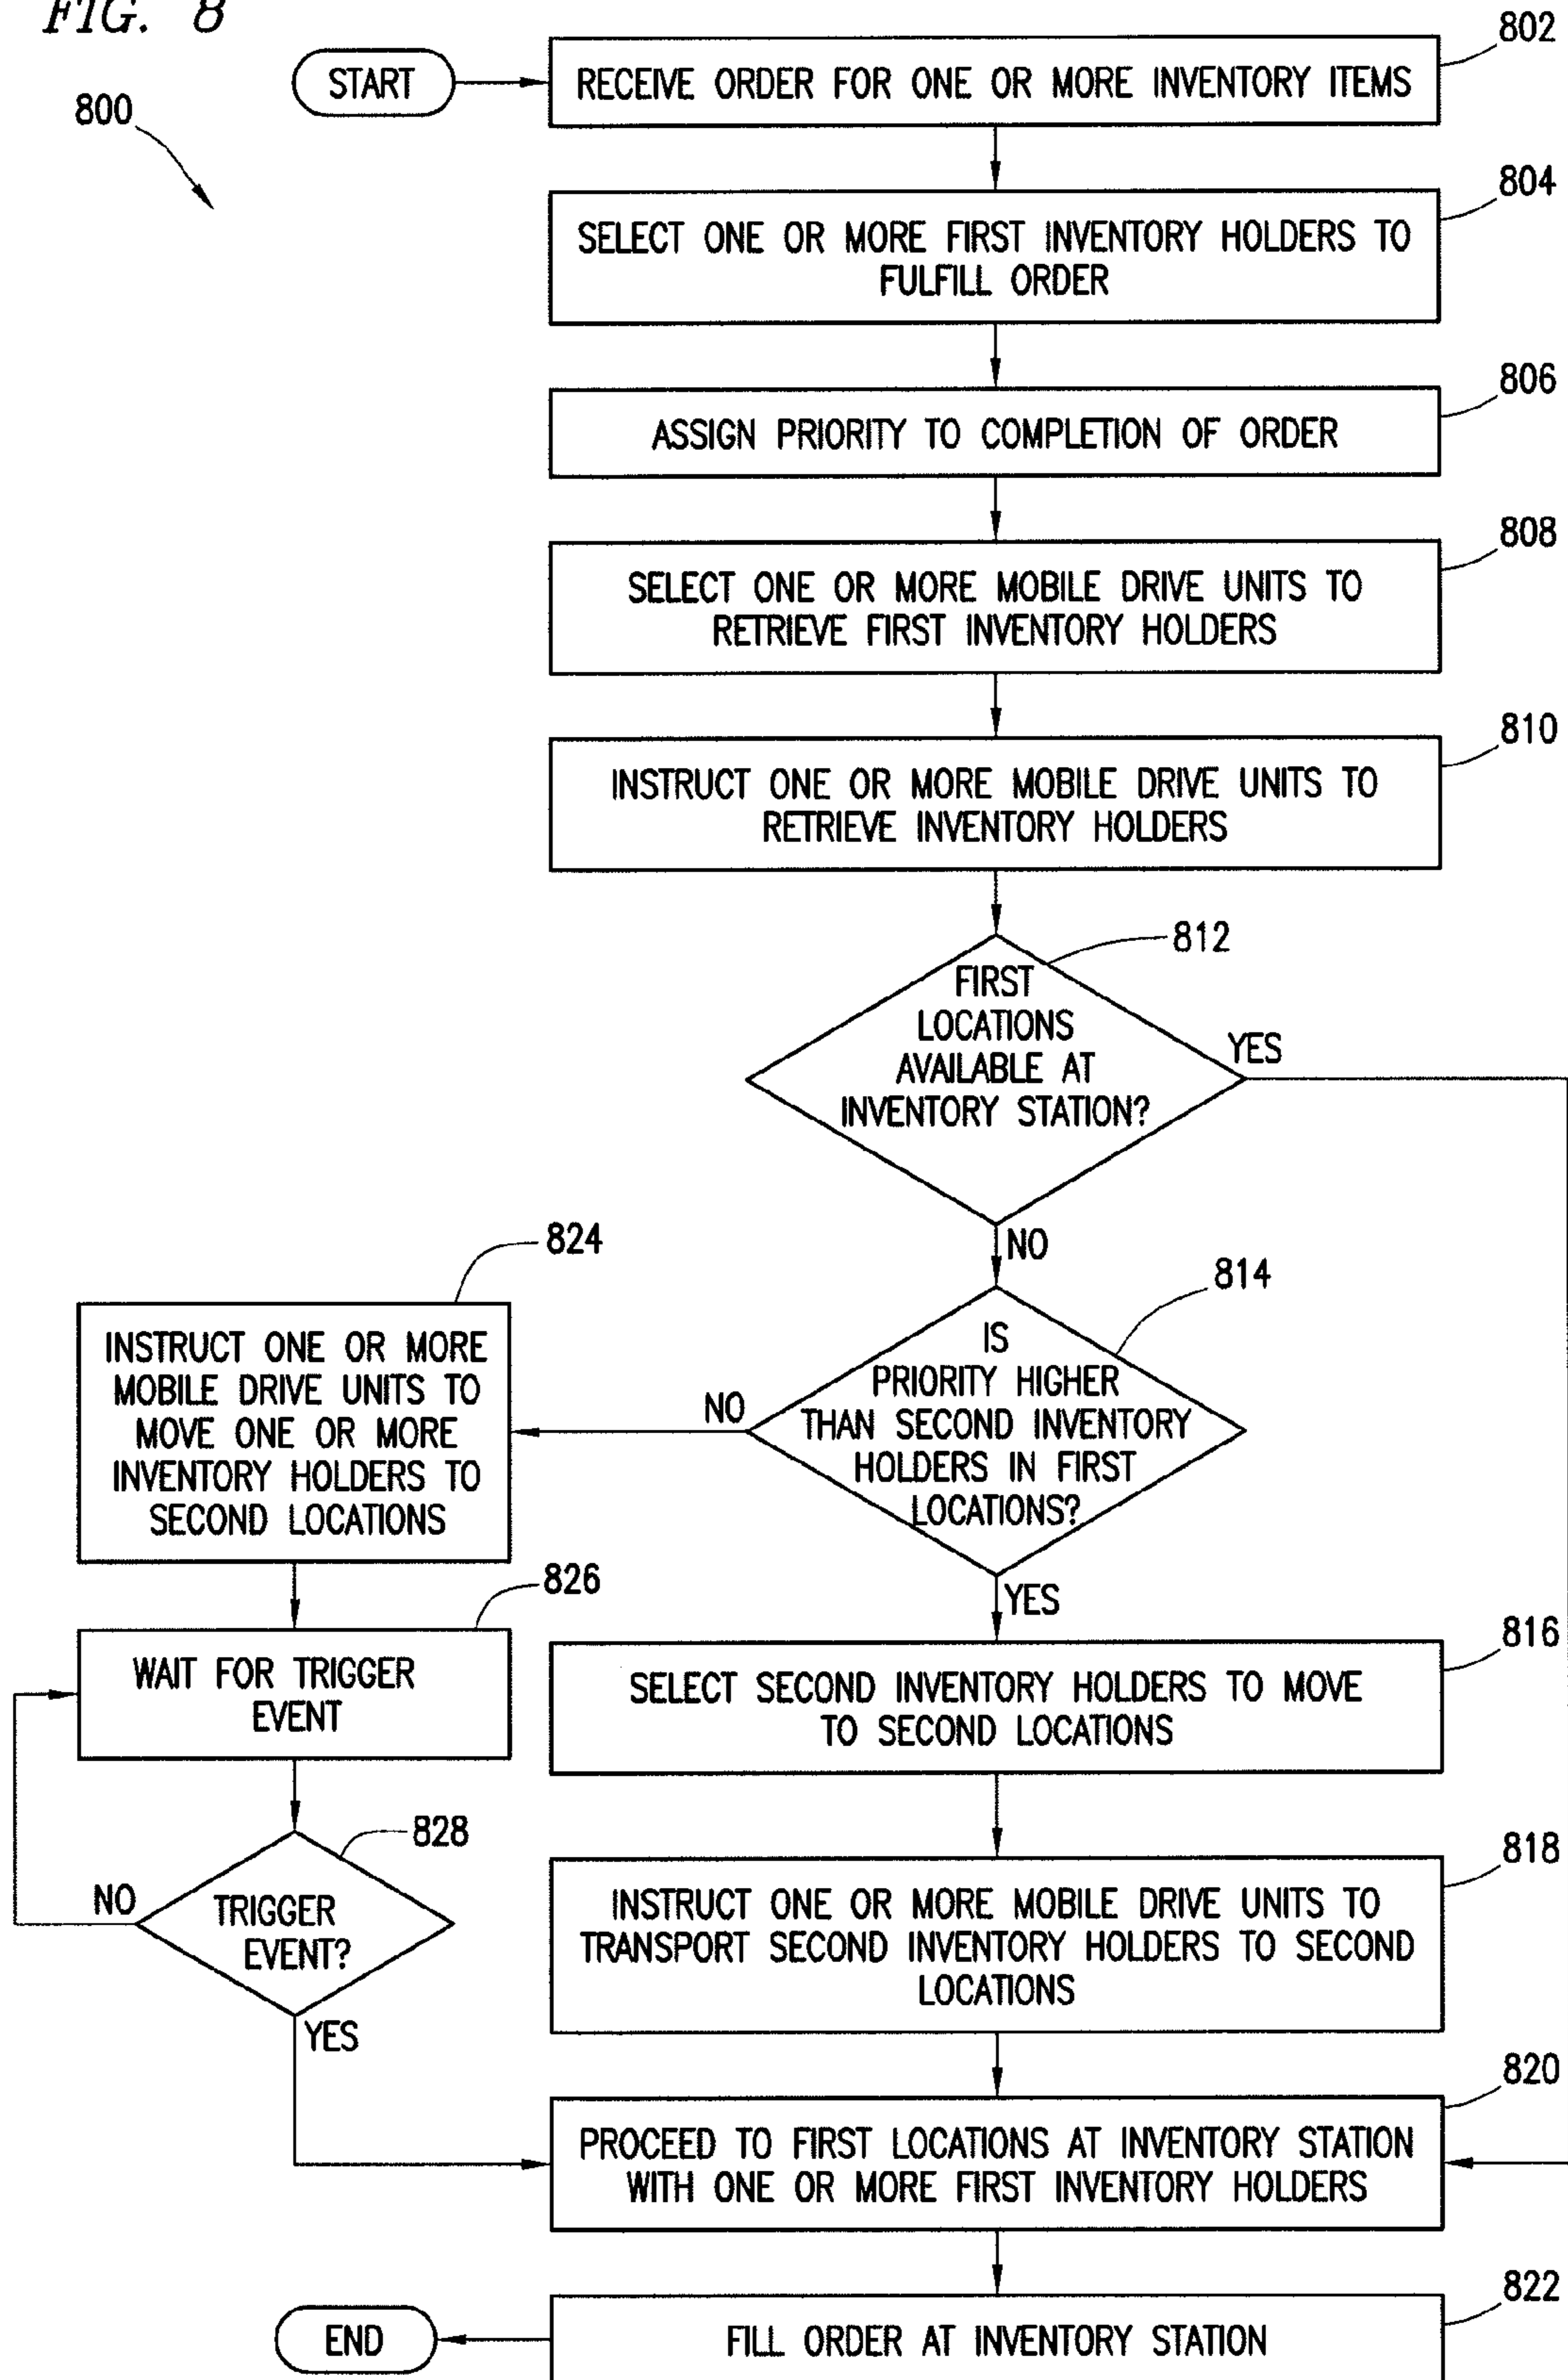 FIG. 8
800
START
802
RECEIVE ORDER FOR ONE OR MORE INVENTORY ITEMS
804
SELECT ONE OR MORE FIRST INVENTORY HOLDERS TO
FULFILL ORDER
806
ASSIGN PRIORITY TO COMPLETION OF ORDER
808
SELECT ONE OR MORE MOBILE DRIVE UNITS TO
RETRIEVE FIRST INVENTORY HOLDERS
810
INSTRUCT ONE OR MORE MOBILE DRIVE UNITS TO
RETRIEVE INVENTORY HOLDERS
812
FIRST
LOCATIONS
AVAILABLE AT
INVENTORY STATION?
YES
NO
814
IS
PRIORITY HIGHER
THAN SECOND INVENTORY
HOLDERS IN FIRST
LOCATIONS?
NO
YES
824
INSTRUCT ONE OR MORE
MOBILE DRIVE UNITS TO
MOVE ONE OR MORE
INVENTORY HOLDERS TO
SECOND LOCATIONS
826
WAIT FOR TRIGGER
EVENT
828
TRIGGER
EVENT?
NO
YES
816
SELECT SECOND INVENTORY HOLDERS TO MOVE
TO SECOND LOCATIONS
818
INSTRUCT ONE OR MORE MOBILE DRIVE UNITS TO
TRANSPORT SECOND INVENTORY HOLDERS TO SECOND
LOCATIONS
820
PROCEED TO FIRST LOCATIONS AT INVENTORY STATION
WITH ONE OR MORE FIRST INVENTORY HOLDERS
822
FILL ORDER AT INVENTORY STATION
END